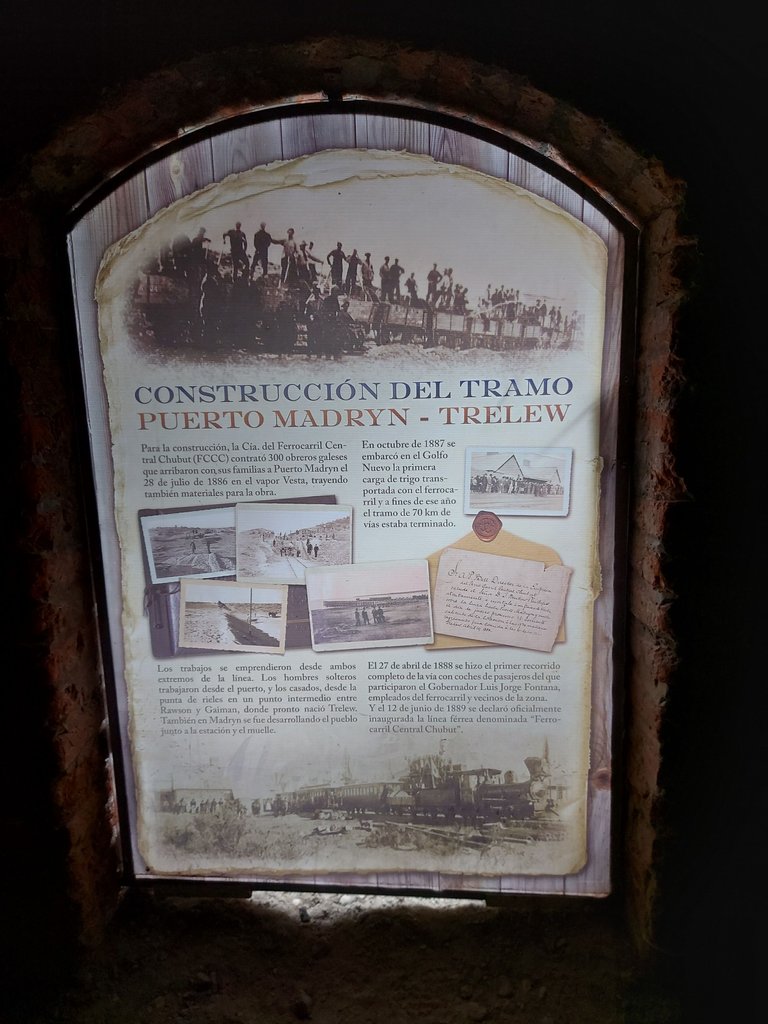 CONSTRUCCIÓN DEL TRAMO
PUERTO MADRYN - TRELEW
Para la construcción, la Cía. del Ferrocarril Cen-
tral Chubut (FCCC) contrató 300 obreros galeses
que arribaron con sus familias a Puerto Madryn el
28 de julio de 1886 en el vapor Vesta, trayendo
también materiales para la obra.
En octubre de 1887 se
embarcó en el Golfo
Nuevo la primera
carga de trigo trans-
portada con el ferroca-
rril y a fines de ese año
el tramo de 70 km de
vías estaba terminado.
Los trabajos se emprendieron desde ambos
extremos de la línea. Los hombres solteros
trabajaron desde el puerto, y los casados, desde la
punta de rieles en un punto intermedio entre
Rawson y Gaiman, donde pronto nació Trelew.
También en Madryn se fue desarrollando el pueblo
junto a la estación y el muelle.
El 27 de abril de 1888 se hizo el primer recorrido
completo de la vía con coches de pasajeros del que
participaron el Gobernador Luis Jorge Fontana,
empleados del ferrocarril y vecinos de la zona.
Y el 12 de junio de 1889 se declaró oficialmente
inaugurada la línea férrea denominada “Ferro-
carril Central Chubut”.